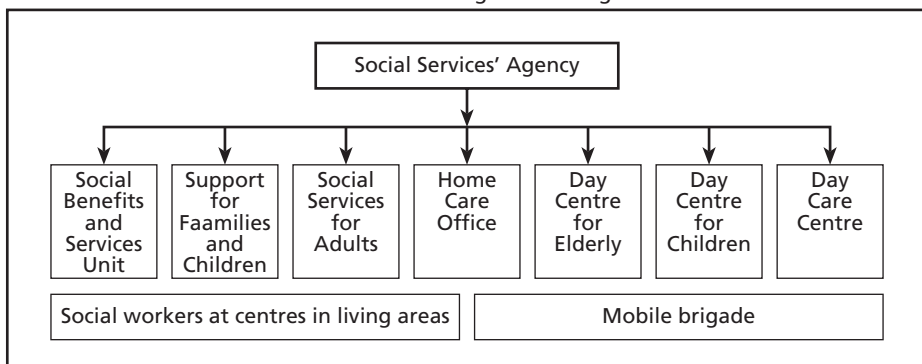 Social Services’ Agency
Social
Benefits
and
Services
Unit
Support
for
Faamilies
and
Children
Social
Services
for
Adults
Home
Care
Office
Day
Centre
for
Elderly
Day
Centre
for
Children
Day
Care
Centre
Social workers at centres in living areas
Mobile brigade